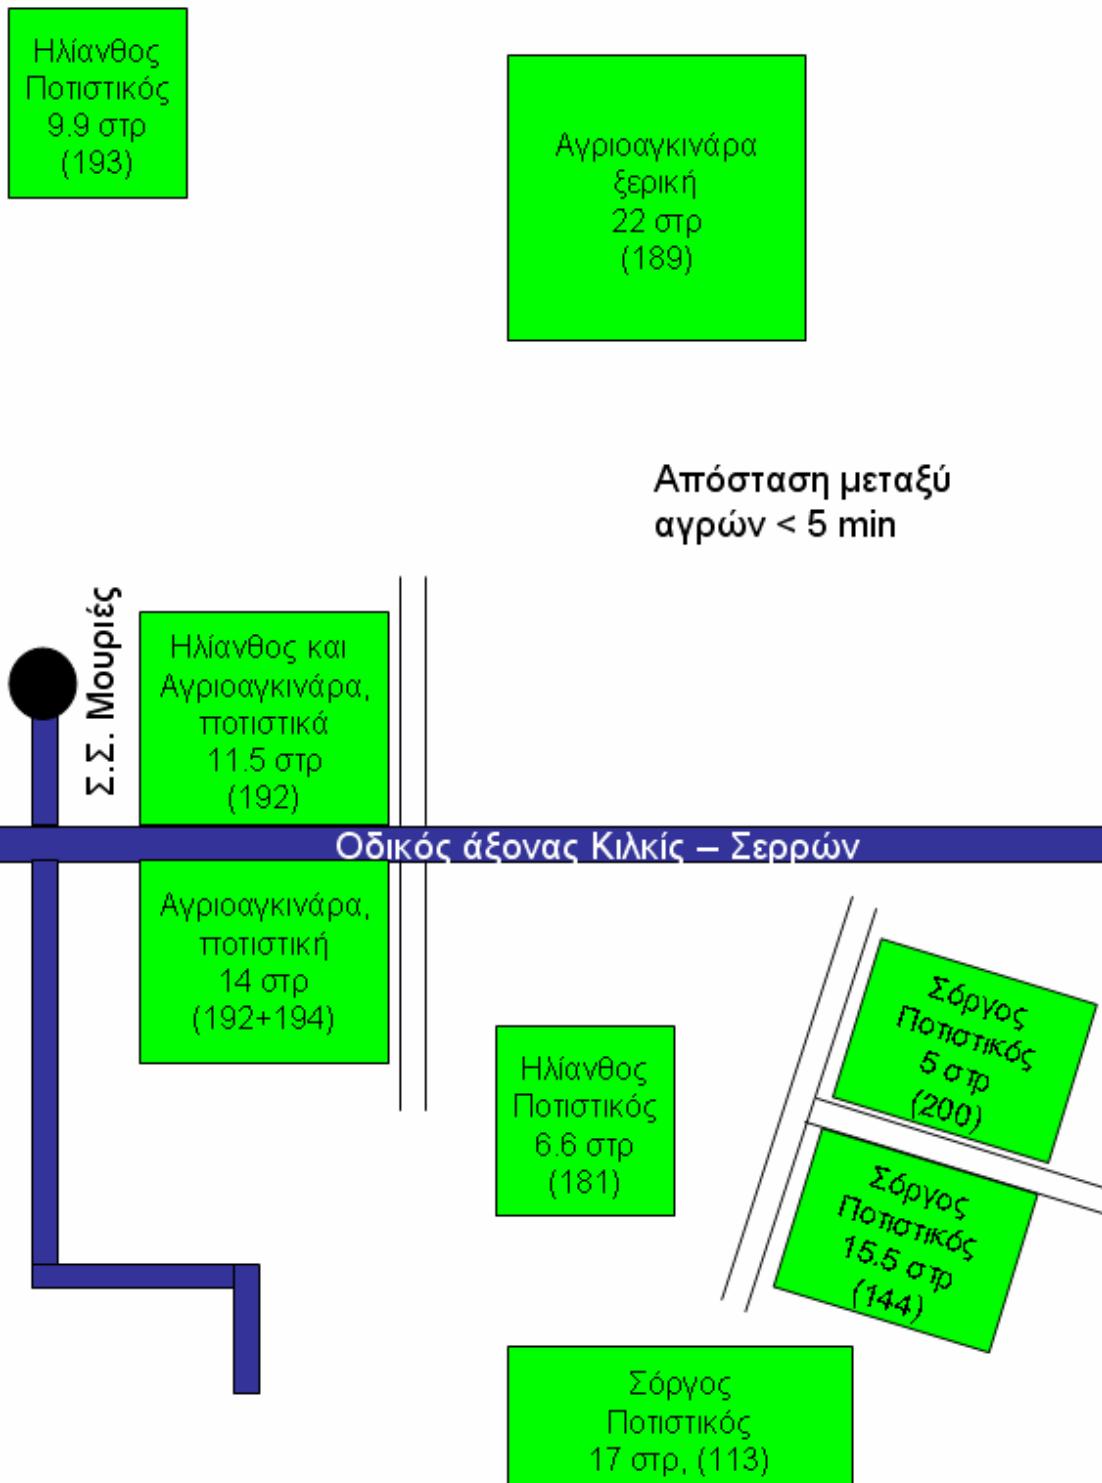 Ηλίανθος
Ποτιστικός
9.9 στρ
(193)
Αγριοαγκινάρα
ξερική
22 στρ
(189)
Απόσταση μεταξύ
αγρών < 5 min
Σ.Σ. Μουριές
Ηλίανθος και
Αγριοαγκινάρα,
ποτιστικά
11.5 στρ
(192)
Οδικός άξονας Κιλκίς – Σερρών
Αγριοαγκινάρα,
ποτιστική
14 στρ
(192+194)
Ηλίανθος
Ποτιστικός
6.6 στρ
(181)
Σόργος
Ποτιστικός
5 στρ
(200)
Σόργος
Ποτιστικός
15.5 στρ
(144)
Σόργος
Ποτιστικός
17 στρ, (113)